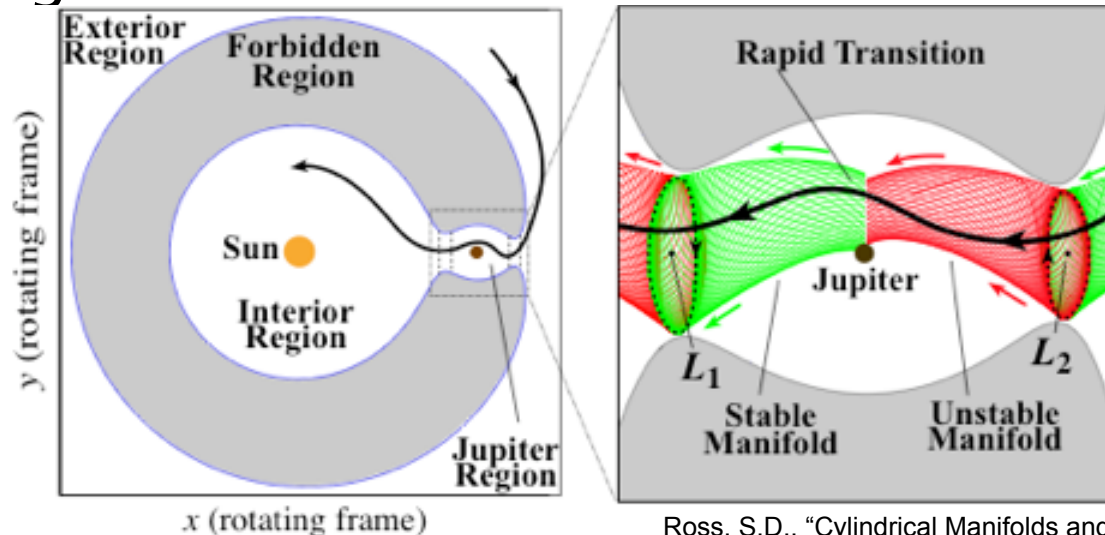 Exterior
Region
Forbidden
Region
Sun
Interior
Region
Jupiter
Region
y (rotating frame)
x (rotating frame)
Rapid Transition
Jupiter
L1
L2
Stable
Manifold
Unstable
Manifold
Ross, S.D., “Cylindrical Manifolds and